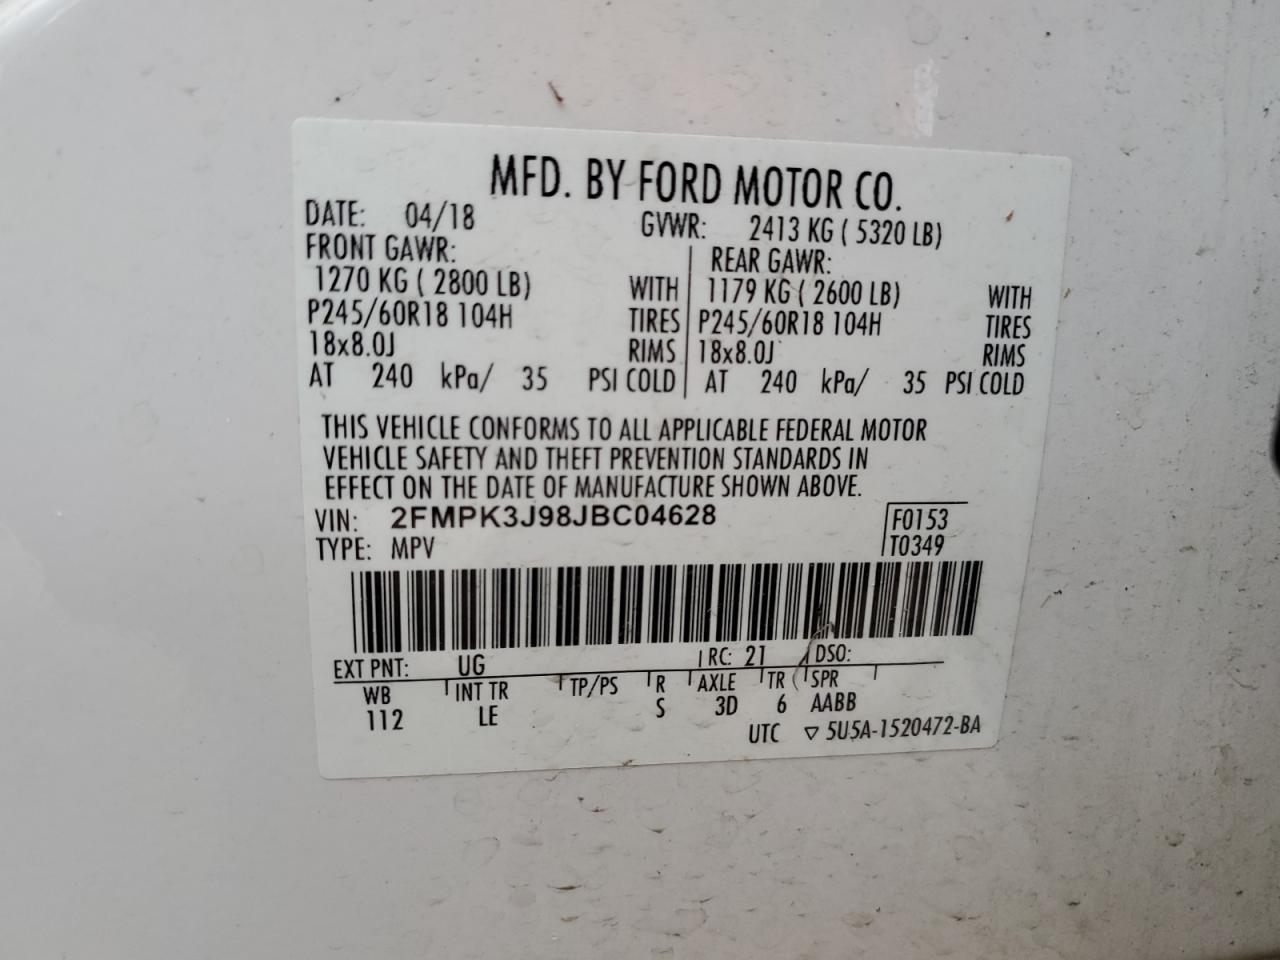 MFD. BY FORD MOTOR CO.
DATE: 04/18 GVWR: 2413 KG ( 5320 LB)
FRONT GAWR: REAR GAWR:
1270 KG ( 2800 LB) WITH 1179 KG ( 2600 LB) WITH
P245/60R18 104H TIRES P245/60R18 104H TIRES
18x8.0J RIMS 18x8.0J RIMS
AT 240 kPa/ 35 PSI COLD AT 240 kPa/ 35 PSI COLD
THIS VEHICLE CONFORMS TO ALL APPLICABLE FEDERAL MOTOR
VEHICLE SAFETY AND THEFT PREVENTION STANDARDS IN
EFFECT ON THE DATE OF MANUFACTURE SHOWN ABOVE.
VIN: 2FMPK3J98JBC04628 F0153
TYPE: MPV T0349
EXT PNT: UG RC: 21 DSO:
WB INT TR TP/PS R AXLE TR SPR
112 LE S 3D 6 AABB
UTC ▽ 5U5A-1520472-BA